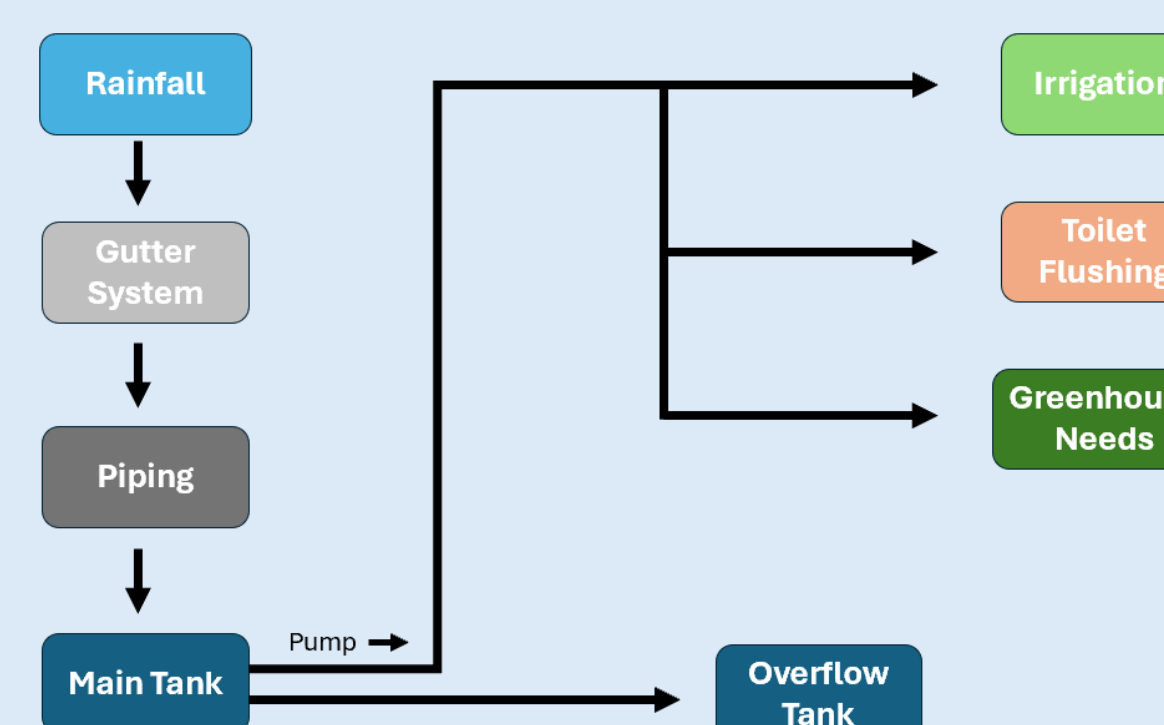 Rainfall
Gutter
System
Piping
Main Tank
Pump
Irrigation
Toilet
Flushing
Needs
Overflow
Tank